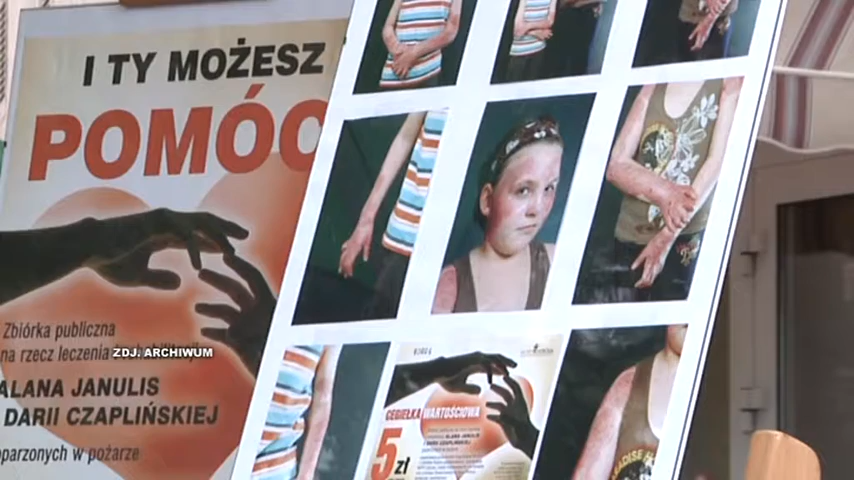 I TY MOŻESZ
POMÓC
Zbiórka publiczna
na rzecz leczenia
ZDJ. ARCHIWUM
ALANA JANULIS
DARII CZAPLIŃSKIEJ
oparzonych w pożarze
CEGIEŁKA WARTOŚCIOWA
5 zł